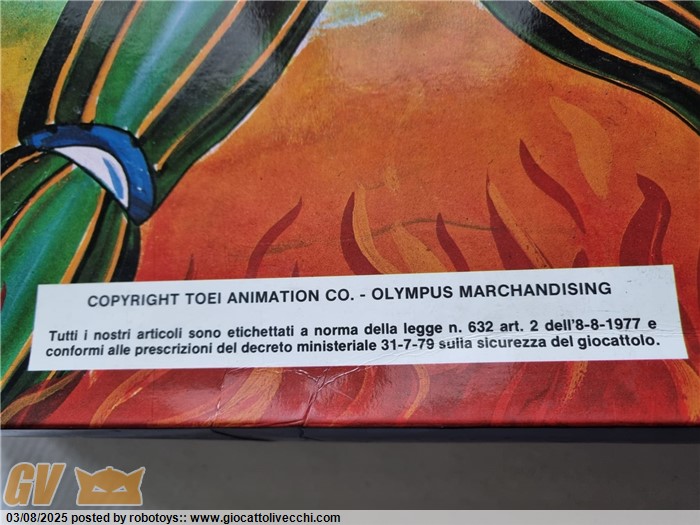 COPYRIGHT TOEI ANIMATION CO. - OLYMPUS MARCHANDISING
Tutti i nostri articoli sono etichettati a norma della legge n. 632 art. 2 dell'8-8-1977 e
conformi alle prescrizioni del decreto ministeriale 31-7-79 sulla sicurezza del giocattolo.
GV
03/08/2025 posted by robotoys:: www.giocattolivecchi.com